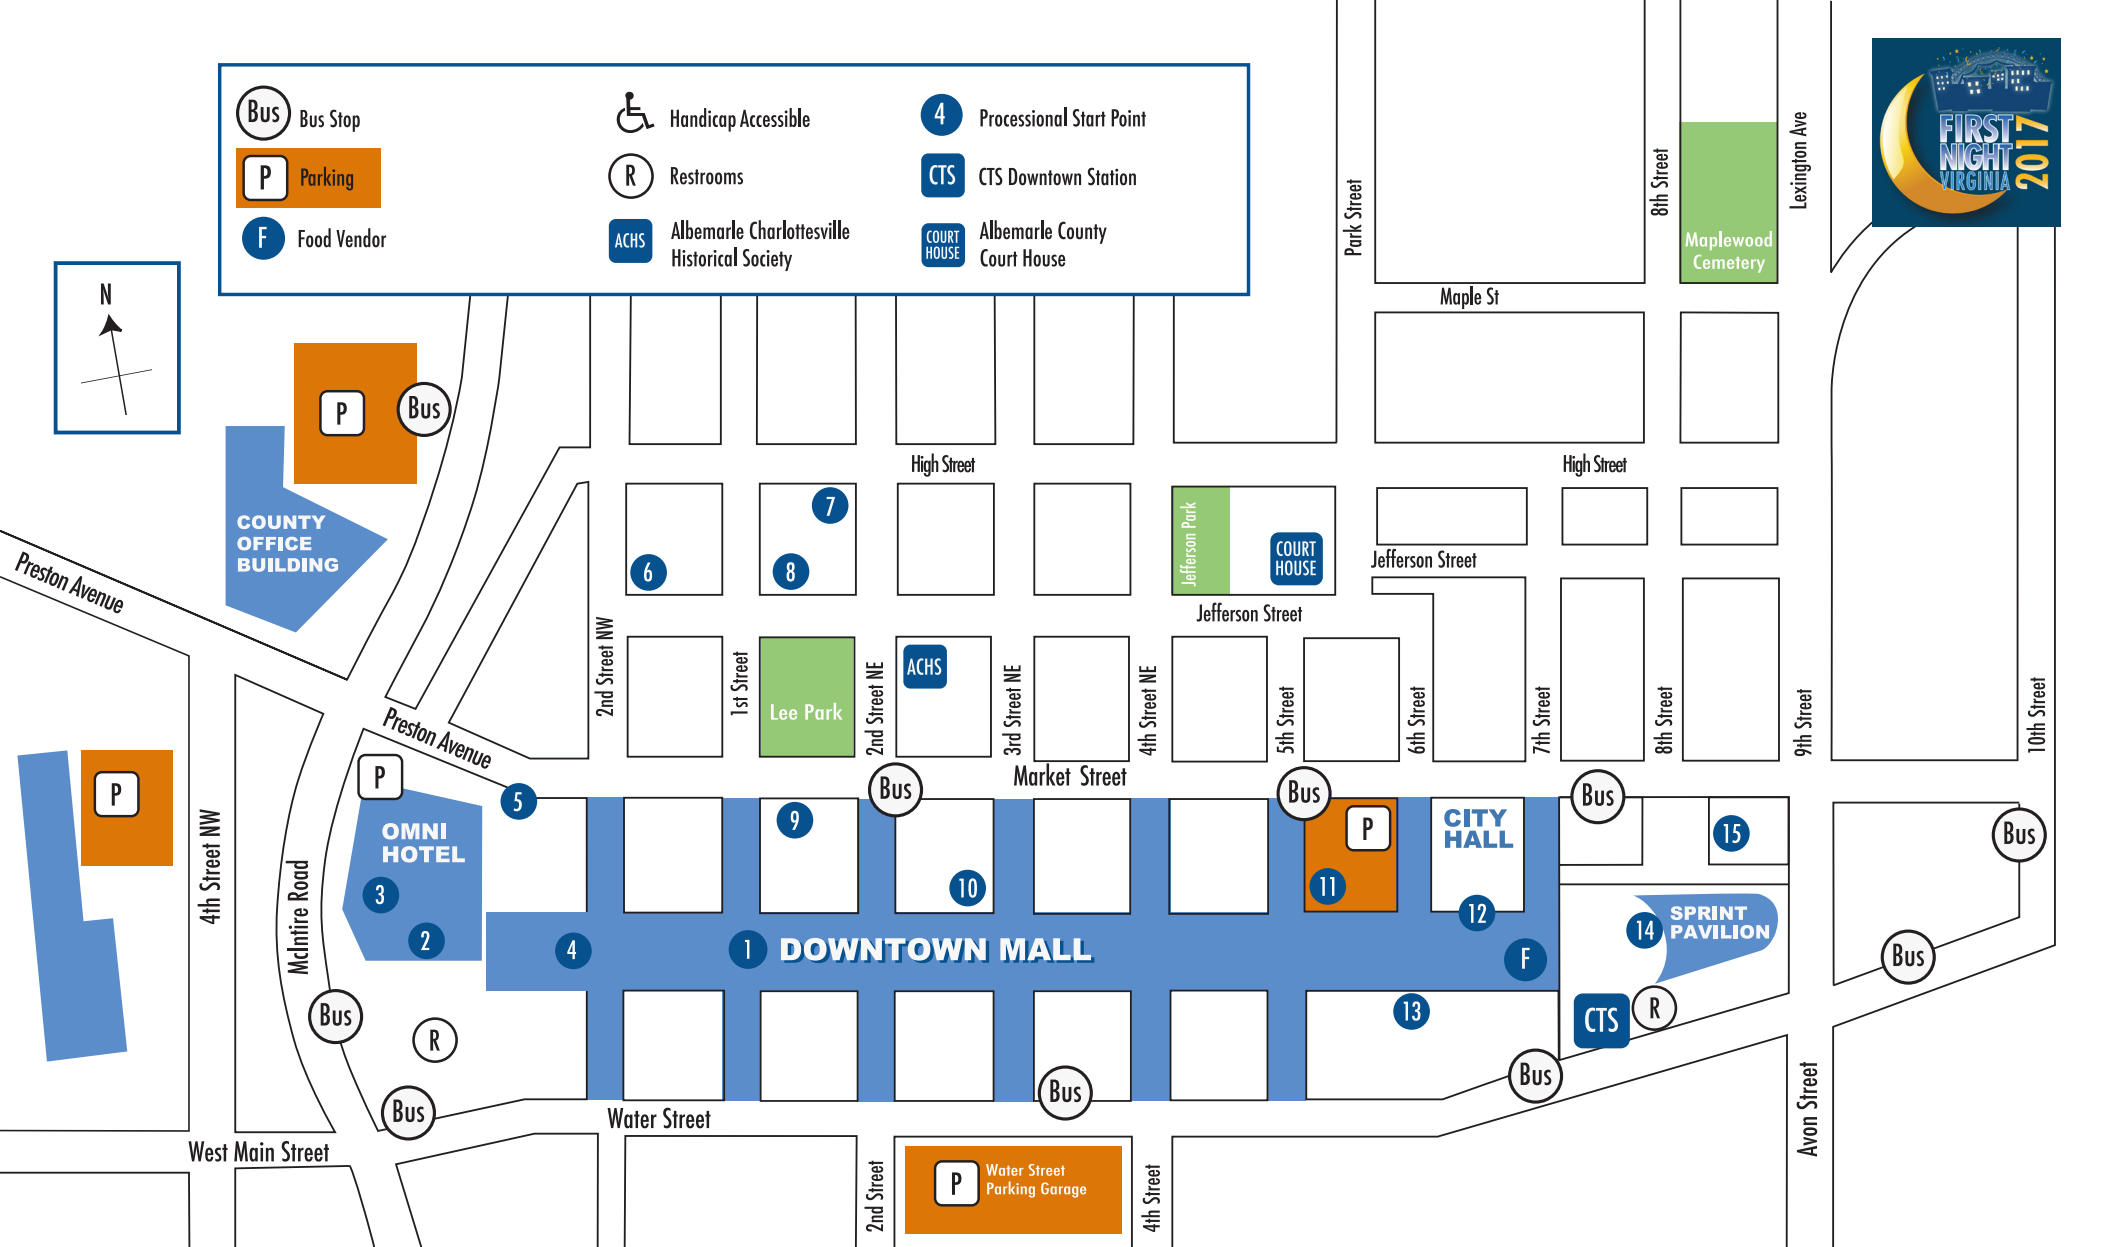 Bus
Bus Stop
P
Parking
F
Food Vendor
Handicap Accessible
R
Restrooms
ACHS
Albemarle Charlottesville
Historical Society
4
Processional Start Point
CTS
CTS Downtown Station
COURT
HOUSE
Albemarle County
Court House
FIRST
NIGHT
VIRGINIA
2017
N
Park Street
8th Street
Lexington Ave
Maplewood
Cemetery
Maple St
P
Bus
High Street
High Street
COUNTY
OFFICE
BUILDING
7
6
8
Jefferson Park
COURT
HOUSE
Jefferson Street
Jefferson Street
Preston Avenue
2nd Street NW
1st Street
Lee Park
2nd Street NE
ACHS
3rd Street NE
4th Street NE
5th Street
6th Street
7th Street
8th Street
9th Street
10th Street
Preston Avenue
Market Street
P
P
5
Bus
Bus
Bus
9
P
CITY
HALL
15
Bus
OMNI
HOTEL
3
2
4th Street NW
McIntire Road
10
11
12
14
SPRINT
PAVILION
4
1
DOWNTOWN MALL
F
Bus
Bus
R
13
CTS
R
Bus
Bus
Bus
Water Street
West Main Street
2nd Street
P
Water Street
Parking Garage
4th Street
Avon Street